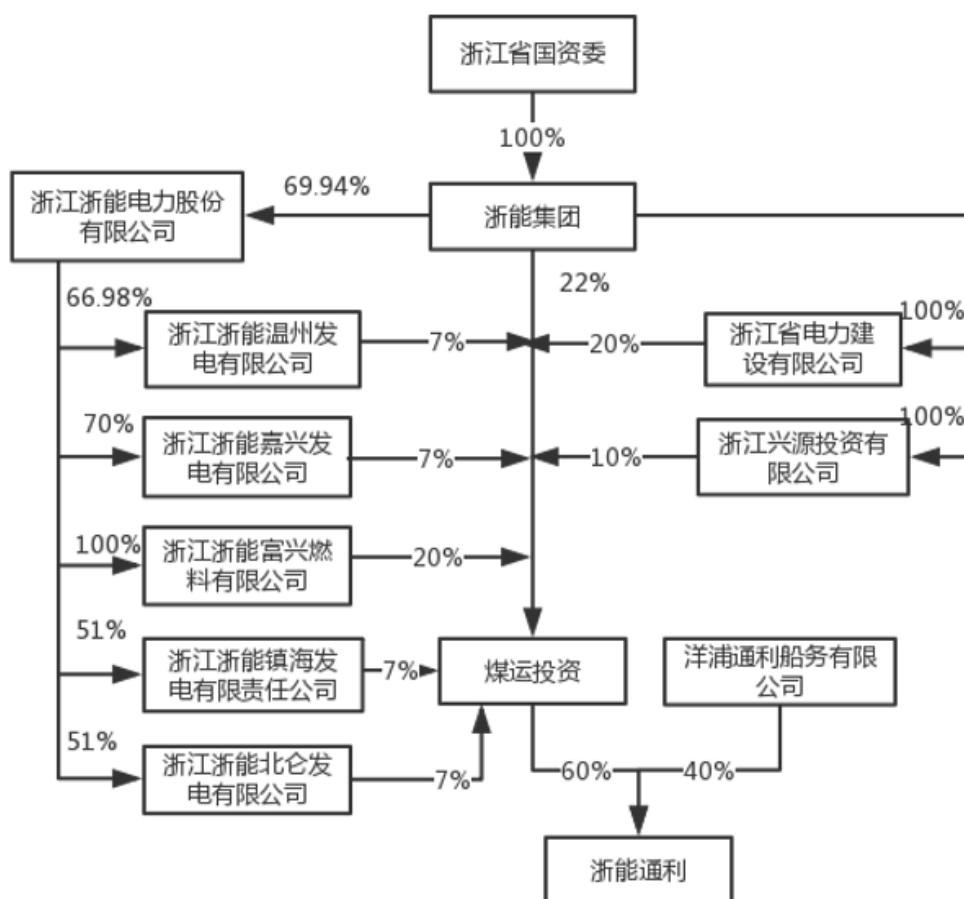 浙江省国资委
100%
浙江浙能电力股份
有限公司
69.94%
浙能集团
22%
66.98%
浙江浙能温州发
电有限公司
7%
20%
浙江省电力建
设有限公司
100%
70%
浙江浙能嘉兴发
电有限公司
7%
10%
浙江兴源投资有
限公司
100%
100%
浙江浙能富兴燃
料有限公司
20%
51%
浙江浙能镇海发
电有限责任公司
7%
煤运投资
洋浦通利船务有限
公司
51%
浙江浙能北仑发
电有限公司
7%
60%
40%
浙能通利